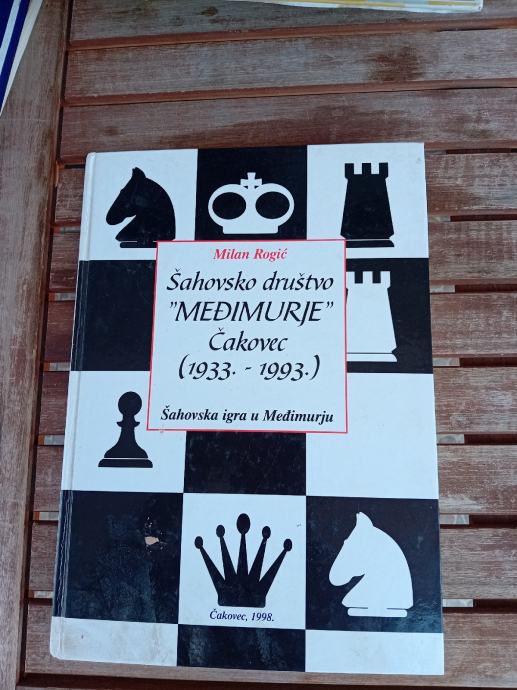 Milan Rogić
Šahovsko društvo
"MEĐIMURJE"
Čakovec
(1933. - 1993.)
Šahovska igra u Međimurju
Čakovec, 1998.